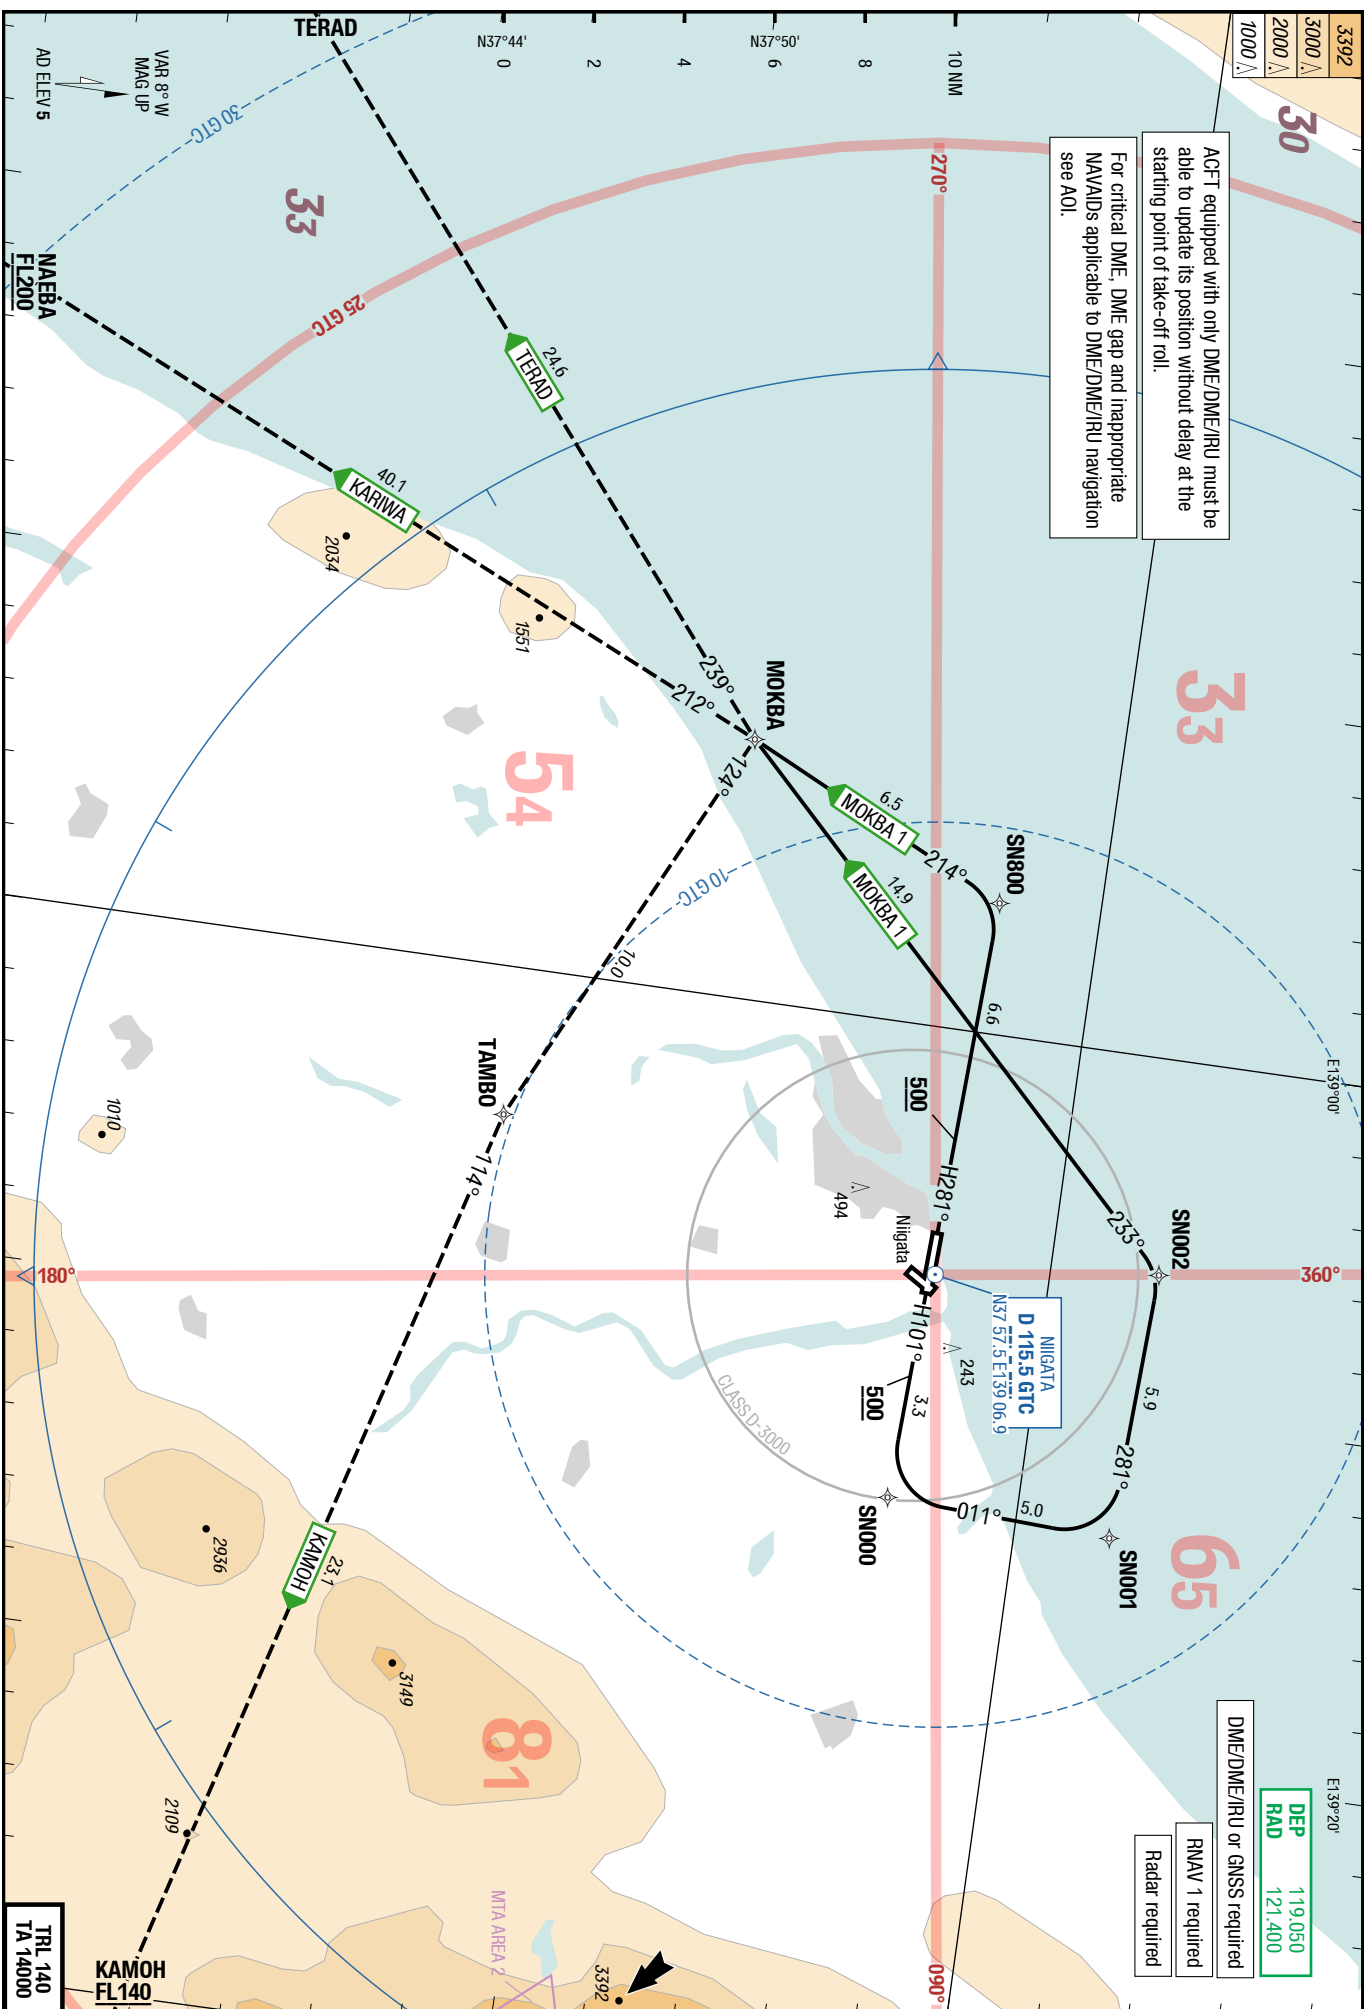 3392
3000
2000
1000
30
ACFT equipped with only DME/DME/IRU must be
able to update its position without delay at the
starting point of take-off roll.
For critical DME, DME gap and inappropriate
NAVAIDs applicable to DME/DME/IRU navigation
see AOI.
33
65
E139°00'
E139°20'
DEP 119.050
RAD 121.400
DME/DME/IRU or GNSS required
RNAV 1 required
Radar required
360°
270°
090°
180°
SN002
233°
5.9
281°
SN001
5.0
011°
SN000
SN800
214°
6.6
500
H281°
Niigata
H101°
500
3.3
NIIGATA
D 115.5 GTC
N37 57.5 E139 06.9
243
494
CLASS D-3000
6.5
MOKBA 1
14.9
MOKBA 1
MOKBA
239°
212°
124°
10 GTC
10 NM
8
6
4
2
0
N37°50'
N37°44'
24.6
TERAD
TERAD
40.1
KARIWA
NAEBA
FL200
25 GTC
30 GTC
33
54
81
2034
1551
1010
10.0
TAMBO
114°
23.1
KAMOH
2936
3149
2109
3392
MTA AREA 2
KAMOH
FL140
TRL 140
TA 14000
VAR 8° W
MAG UP
AD ELEV 5